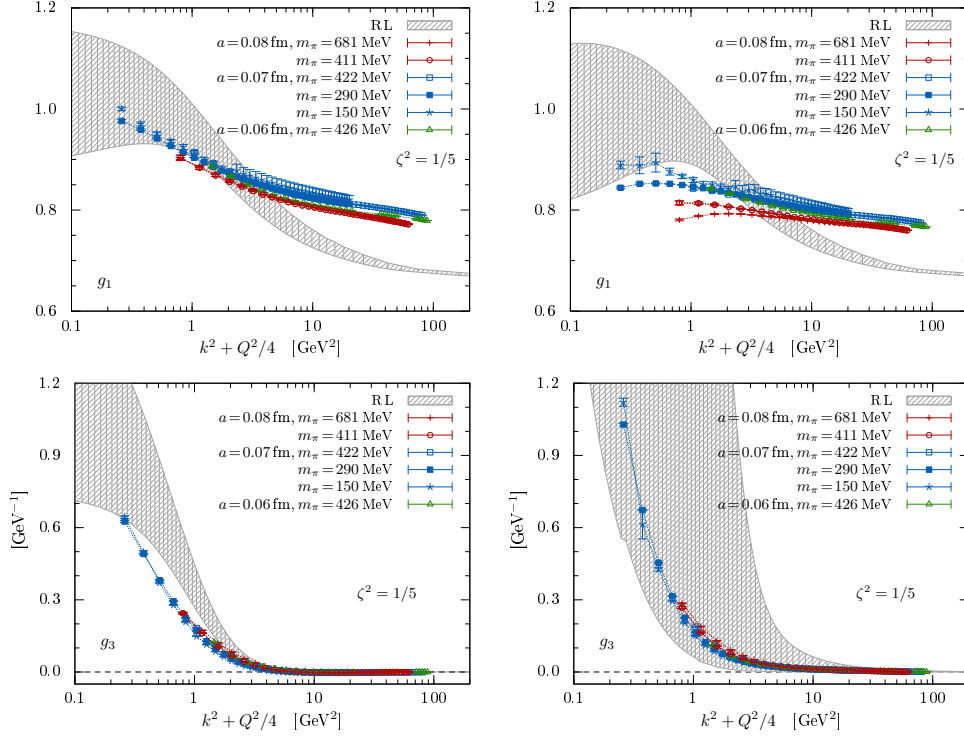 1.2
1.0
0.8
0.6
RL
a = 0.08 fm, mπ = 681 MeV
mπ = 411 MeV
a = 0.07 fm, mπ = 422 MeV
mπ = 290 MeV
mπ = 150 MeV
a = 0.06 fm, mπ = 426 MeV
ζ² = 1/5
g₁
0.1 1 10 100
k² + Q²/4 [GeV²]
1.2
1.0
0.8
0.6
RL
a = 0.08 fm, mπ = 681 MeV
mπ = 411 MeV
a = 0.07 fm, mπ = 422 MeV
mπ = 290 MeV
mπ = 150 MeV
a = 0.06 fm, mπ = 426 MeV
ζ² = 1/5
g₁
0.1 1 10 100
k² + Q²/4 [GeV²]
[GeV⁻¹]
1.2
0.9
0.6
0.3
0.0
RL
a = 0.08 fm, mπ = 681 MeV
mπ = 411 MeV
a = 0.07 fm, mπ = 422 MeV
mπ = 290 MeV
mπ = 150 MeV
a = 0.06 fm, mπ = 426 MeV
ζ² = 1/5
g₃
0.1 1 10 100
k² + Q²/4 [GeV²]
[GeV⁻¹]
1.2
0.9
0.6
0.3
0.0
RL
a = 0.08 fm, mπ = 681 MeV
mπ = 411 MeV
a = 0.07 fm, mπ = 422 MeV
mπ = 290 MeV
mπ = 150 MeV
a = 0.06 fm, mπ = 426 MeV
ζ² = 1/5
g₃
0.1 1 10 100
k² + Q²/4 [GeV²]